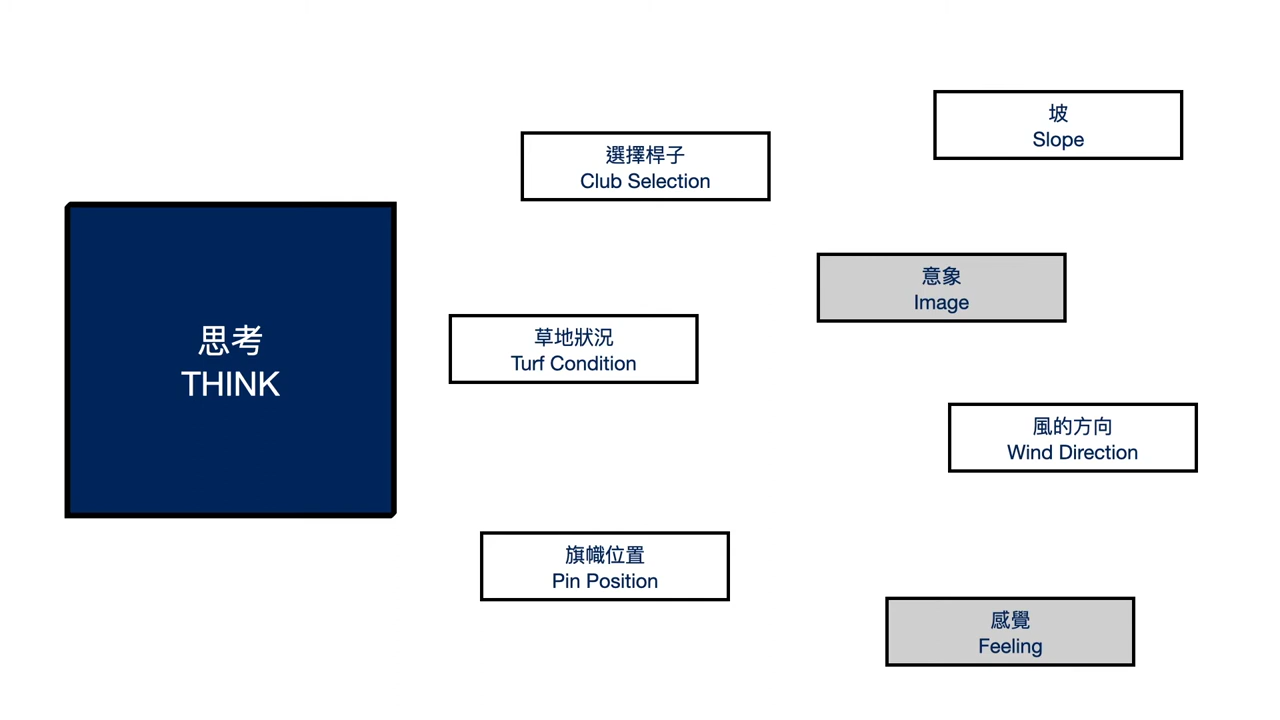 思考
THINK
選擇桿子
Club Selection
坡
Slope
意象
Image
草地狀況
Turf Condition
風的方向
Wind Direction
旗幟位置
Pin Position
感覺
Feeling